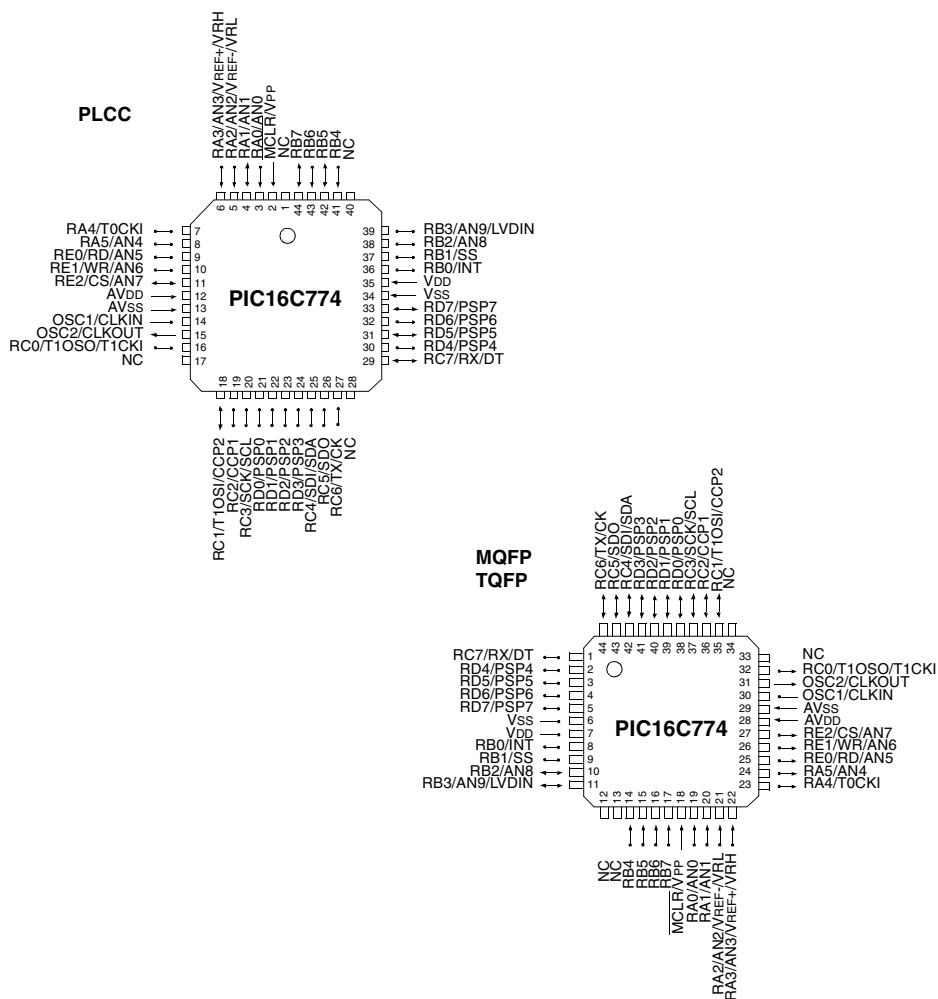 PLCC
RA3/AN3/VREF+/VRH
RA2/AN2/VREF-/VRL
RA1/AN1
RA0/AN0
MCLR/VPP
NC
RB7
RB6
RB5
RB4
NC
6
5
4
3
2
1
44
43
42
41
40
RA4/T0CKI 7
RA5/AN4 8
RE0/RD/AN5 9
RE1/WR/AN6 10
RE2/CS/AN7 11
AVDD 12
AVSS 13
OSC1/CLKIN 14
OSC2/CLKOUT 15
RC0/T1OSO/T1CKI 16
NC 17
PIC16C774
39 RB3/AN9/LVDIN
38 RB2/AN8
37 RB1/SS
36 RB0/INT
35 VDD
34 VSS
33 RD7/PSP7
32 RD6/PSP6
31 RD5/PSP5
30 RD4/PSP4
29 RC7/RX/DT
18
19
20
21
22
23
24
25
26
27
28
RC1/T1OSI/CCP2
RC2/CCP1
RC3/SCK/SCL
RD0/PSP0
RD1/PSP1
RD2/PSP2
RD3/PSP3
RC4/SDI/SDA
RC5/SDO
RC6/TX/CK
NC
MQFP
TQFP
RC6/TX/CK
RC5/SDO
RC4/SDI/SDA
RD3/PSP3
RD2/PSP2
RD1/PSP1
RD0/PSP0
RC3/SCK/SCL
RC2/CCP1
RC1/T1OSI/CCP2
NC
44
43
42
41
40
39
38
37
36
35
34
RC7/RX/DT 1
RD4/PSP4 2
RD5/PSP5 3
RD6/PSP6 4
RD7/PSP7 5
VSS 6
VDD 7
RB0/INT 8
RB1/SS 9
RB2/AN8 10
RB3/AN9/LVDIN 11
PIC16C774
33 NC
32 RC0/T1OSO/T1CKI
31 OSC2/CLKOUT
30 OSC1/CLKIN
29 AVSS
28 AVDD
27 RE2/CS/AN7
26 RE1/WR/AN6
25 RE0/RD/AN5
24 RA5/AN4
23 RA4/T0CKI
12
13
14
15
16
17
18
19
20
21
22
NC
NC
RB4
RB5
RB6
RB7
MCLR/VPP
RA0/AN0
RA1/AN1
RA2/AN2/VREF-/VRL
RA3/AN3/VREF+/VRH